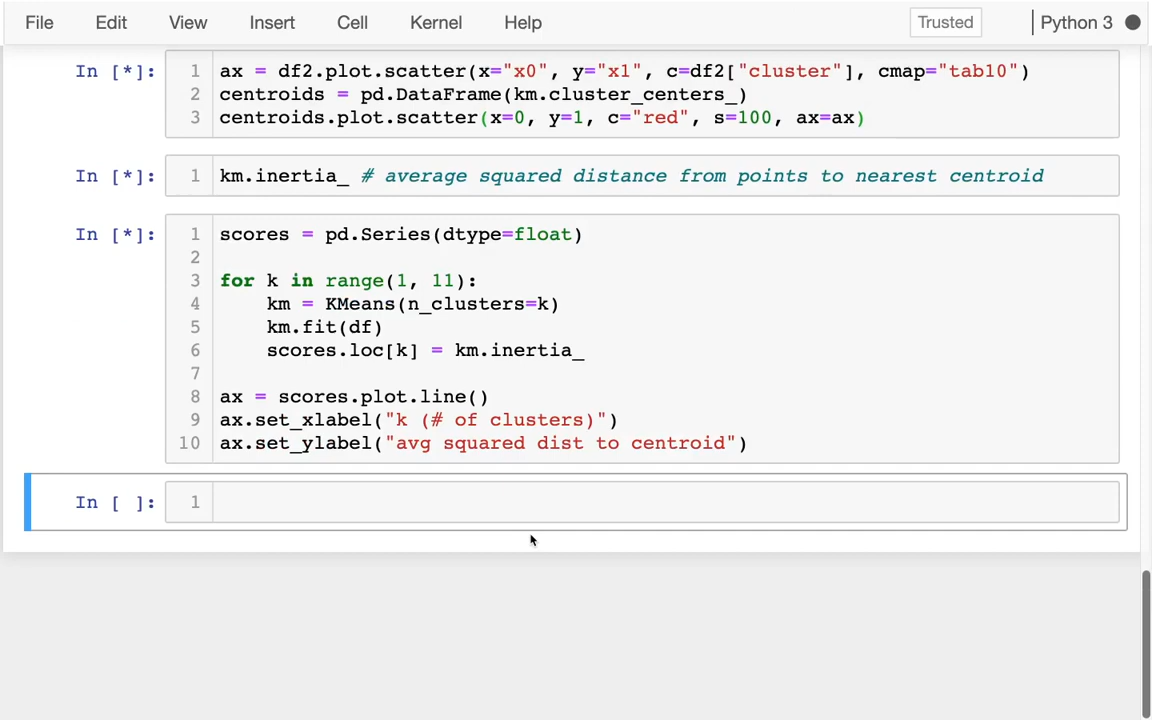 File Edit View Insert Cell Kernel Help Trusted Python 3
In [*]: 1 ax = df2.plot.scatter(x="x0", y="x1", c=df2["cluster"], cmap="tab10")
2 centroids = pd.DataFrame(km.cluster_centers_)
3 centroids.plot.scatter(x=0, y=1, c="red", s=100, ax=ax)
In [*]: 1 km.inertia_ # average squared distance from points to nearest centroid
In [*]: 1 scores = pd.Series(dtype=float)
2
3 for k in range(1, 11):
4     km = KMeans(n_clusters=k)
5     km.fit(df)
6     scores.loc[k] = km.inertia_
7
8 ax = scores.plot.line()
9 ax.set_xlabel("k (# of clusters)")
10 ax.set_ylabel("avg squared dist to centroid")
In [ ]: 1